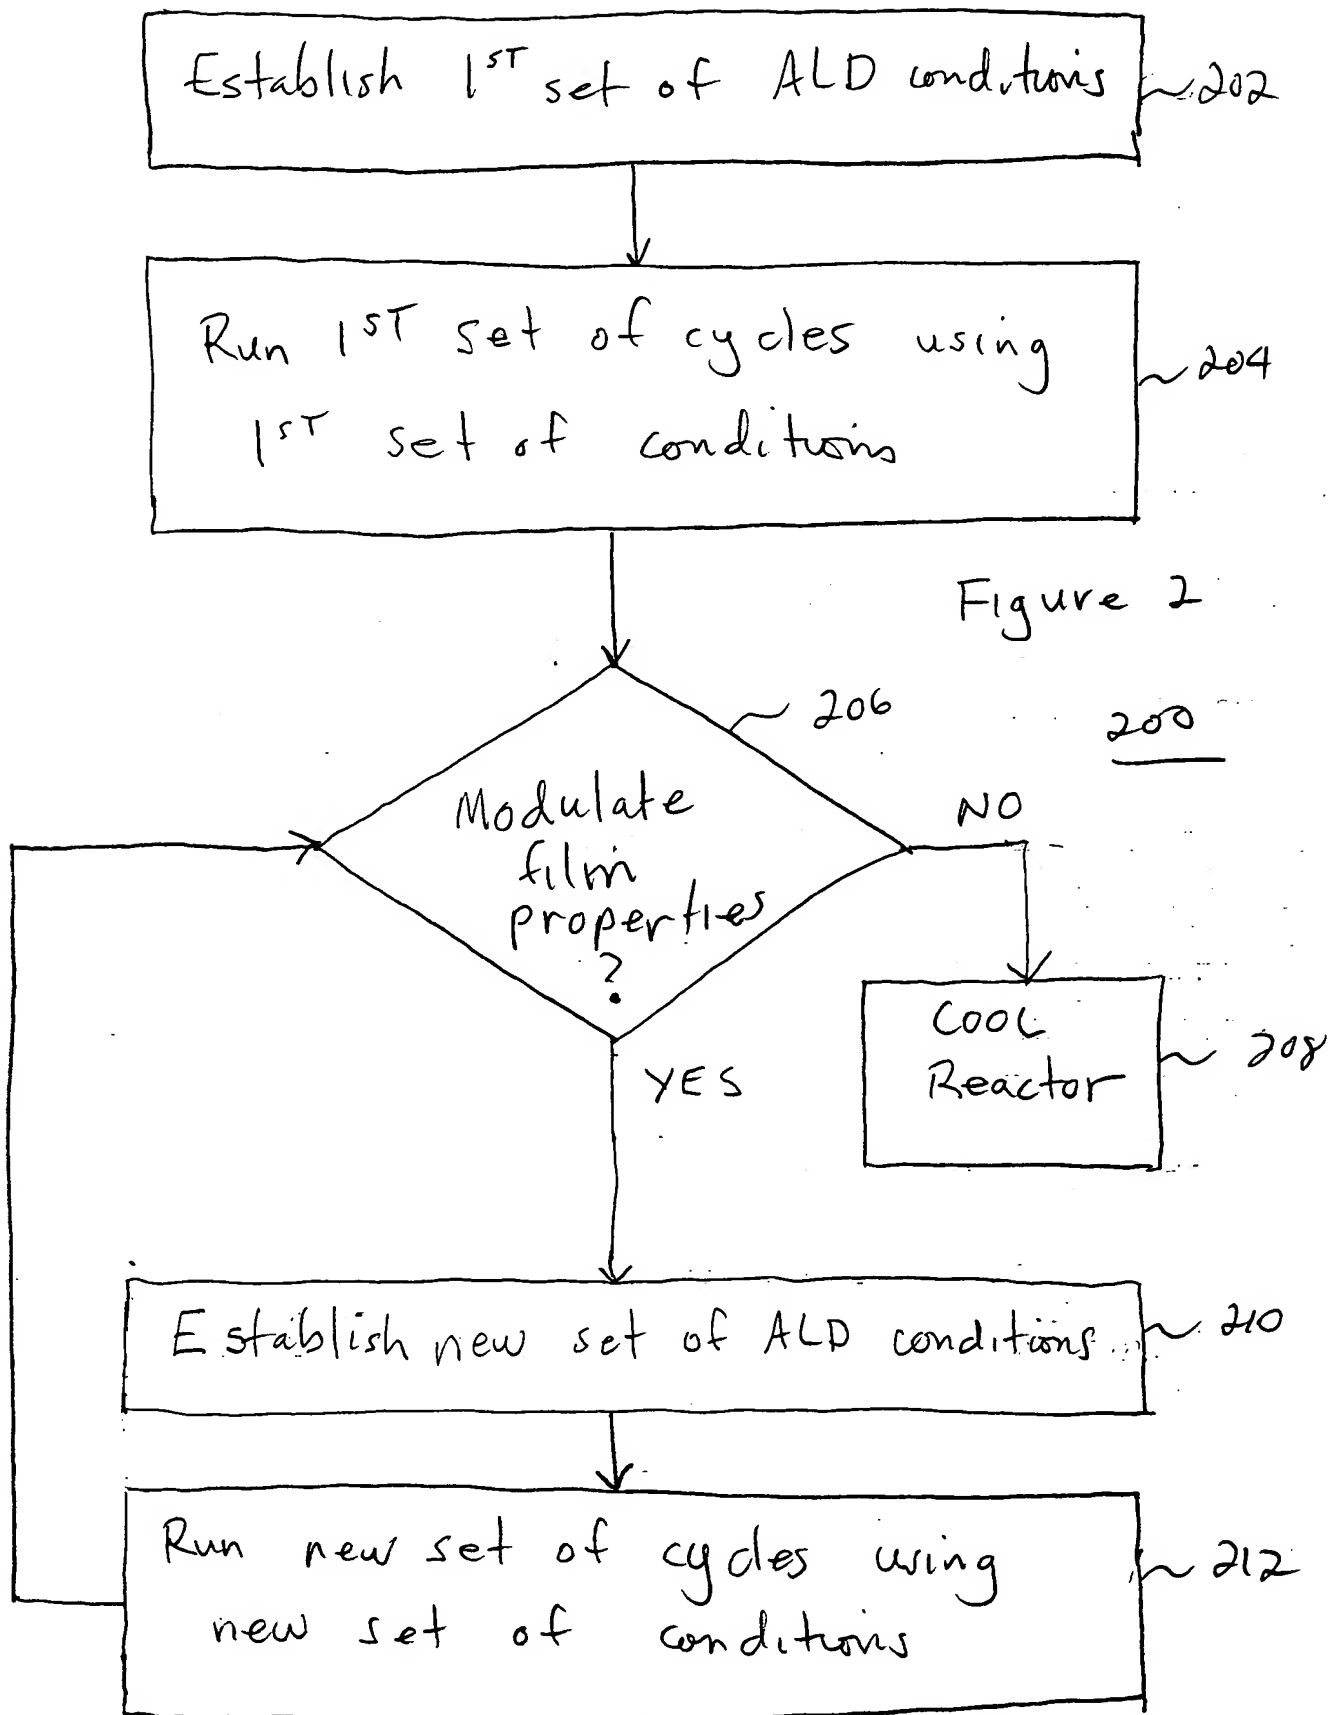 Establish 1ST set of ALD conditions
202
Run 1ST set of cycles using
1ST set of conditions
204
Figure 2
206
200
Modulate
film
properties
?
NO
COOL
Reactor
208
YES
Establish new set of ALD conditions
210
Run new set of cycles using
new set of conditions
212